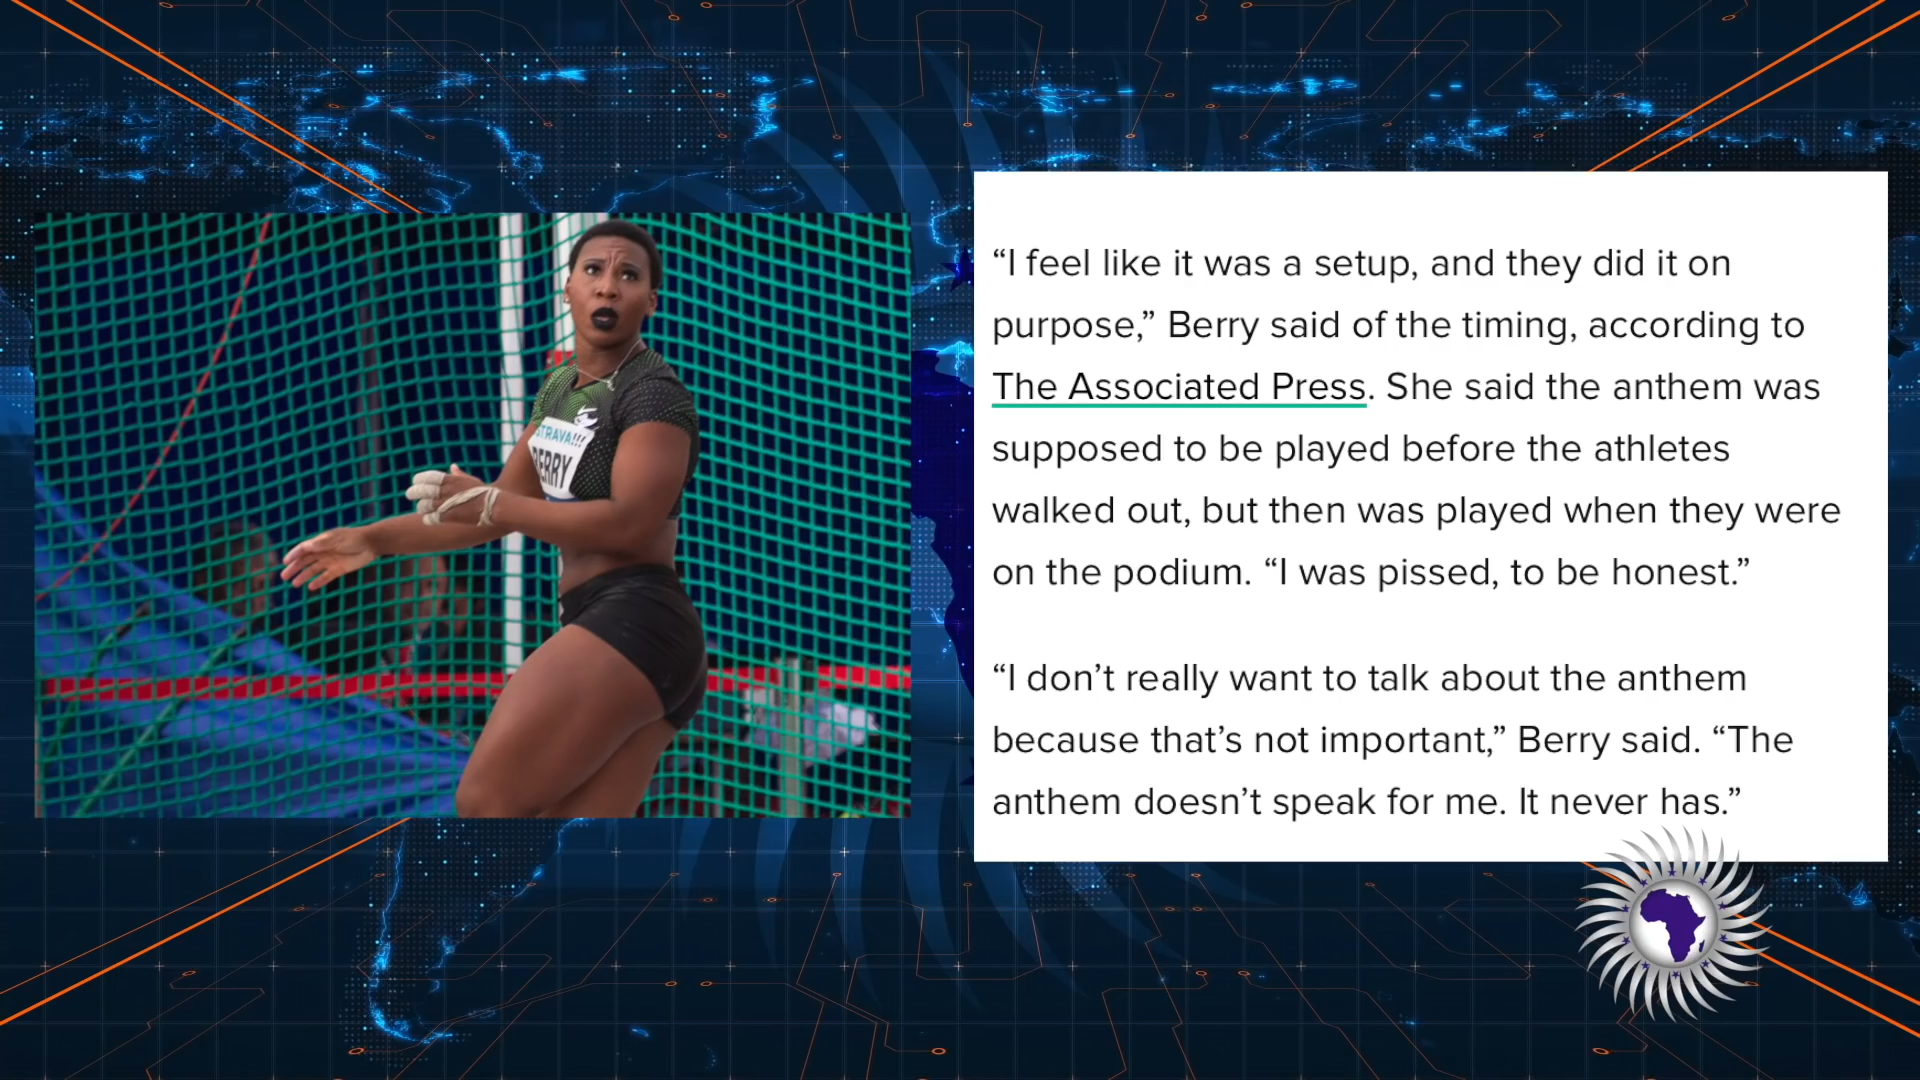 STRAVA!!!
BERRY
“I feel like it was a setup, and they did it on
purpose,” Berry said of the timing, according to
The Associated Press. She said the anthem was
supposed to be played before the athletes
walked out, but then was played when they were
on the podium. “I was pissed, to be honest.”
“I don’t really want to talk about the anthem
because that’s not important,” Berry said. “The
anthem doesn’t speak for me. It never has.”